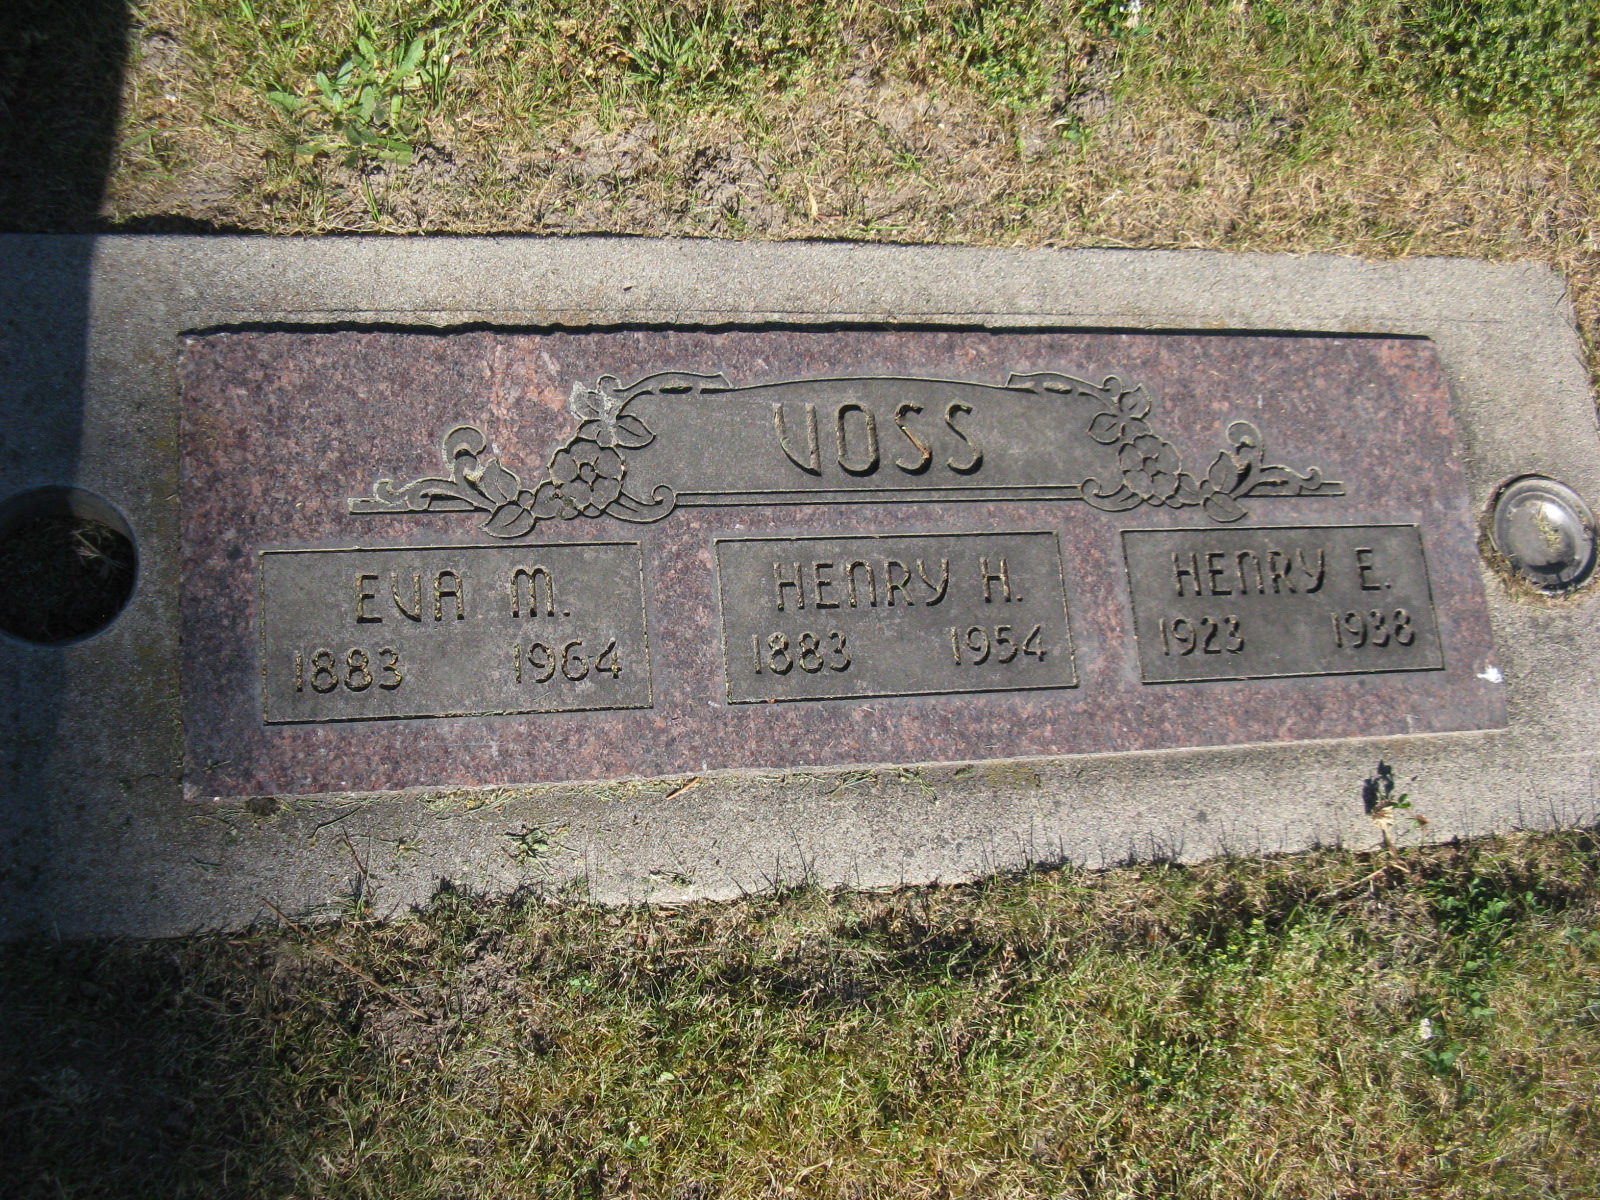 VOSS
EVA M.
1883 1964
HENRY H.
1883 1954
HENRY E.
1923 1938